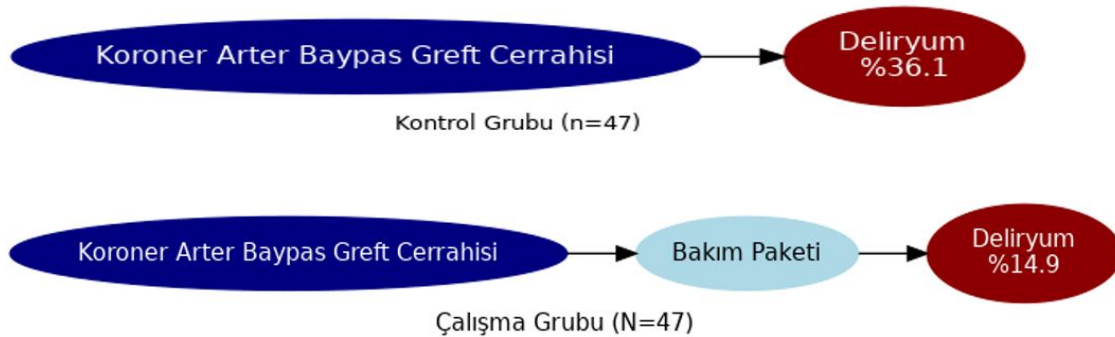 Koroner Arter Baypas Greft Cerrahisi
Deliryum
%36.1
Kontrol Grubu (n=47)
Koroner Arter Baypas Greft Cerrahisi
Bakım Paketi
Deliryum
%14.9
Çalışma Grubu (N=47)